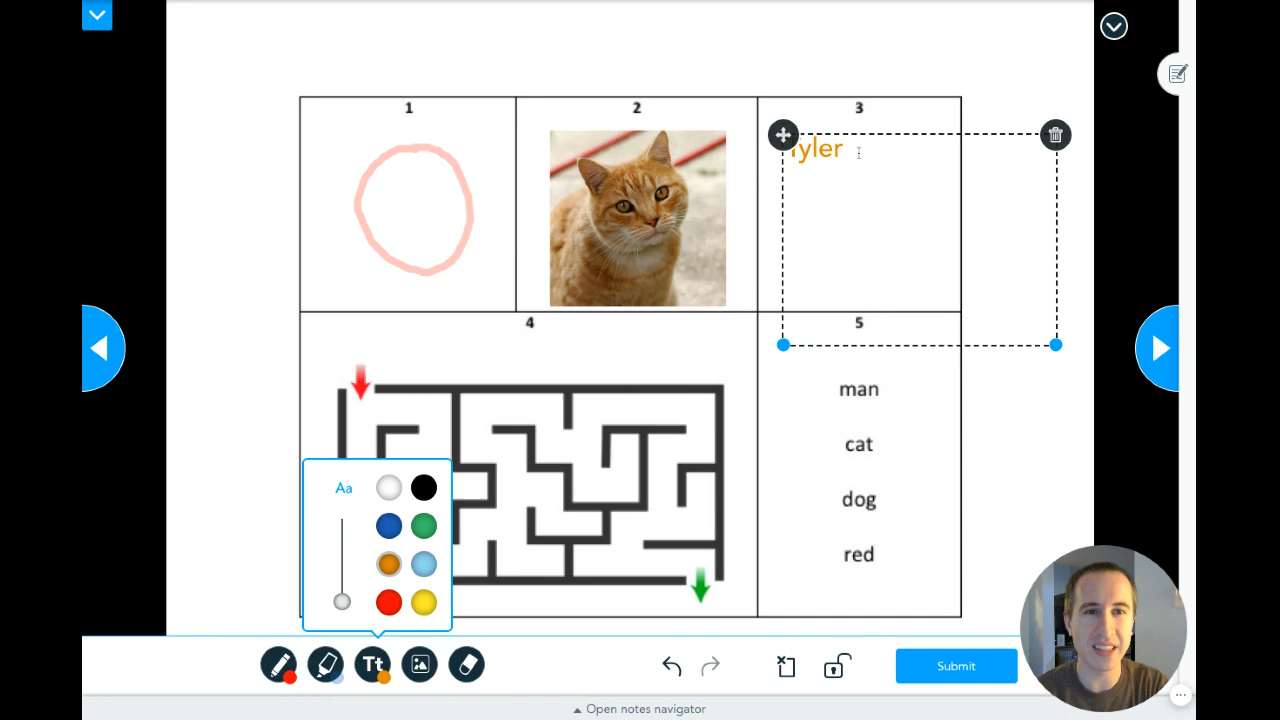 1
2
3
Tyler
4
5
man
cat
dog
red
Aa
Tt
Submit
Open notes navigator